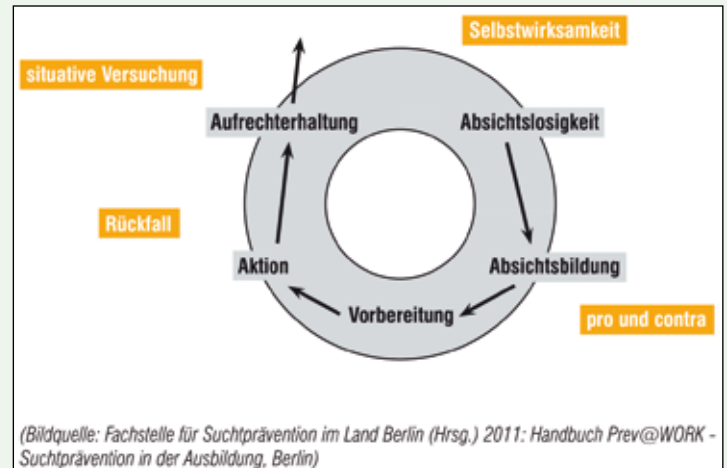 Selbstwirksamkeit
situative Versuchung
Aufrechterhaltung
Absichtslosigkeit
Rückfall
Aktion
Absichtsbildung
Vorbereitung
pro und contra
(Bildquelle: Fachstelle für Suchtprävention im Land Berlin (Hrsg.) 2011: Handbuch Prev@WORK -
Suchtprävention in der Ausbildung, Berlin)